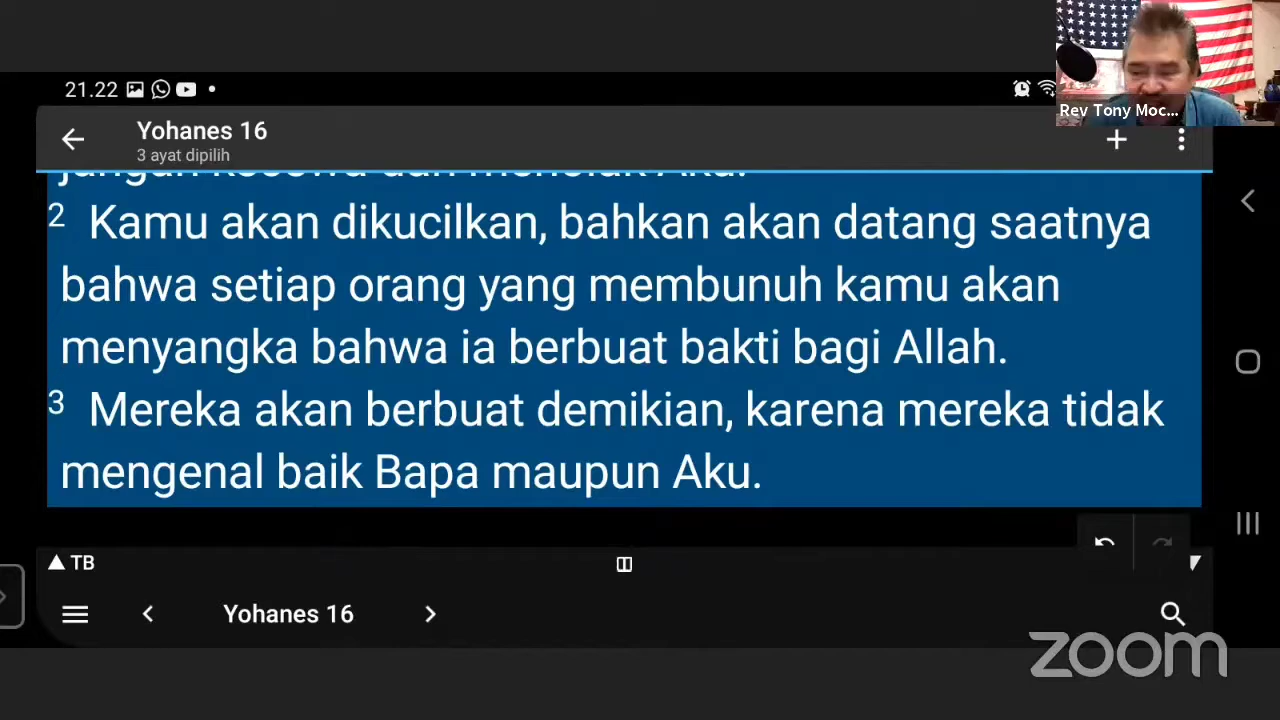 21.22
Rev Tony Moc...
Yohanes 16
3 ayat dipilih
2 Kamu akan dikucilkan, bahkan akan datang saatnya
bahwa setiap orang yang membunuh kamu akan
menyangka bahwa ia berbuat bakti bagi Allah.
3 Mereka akan berbuat demikian, karena mereka tidak
mengenal baik Bapa maupun Aku.
TB
Yohanes 16
zoom